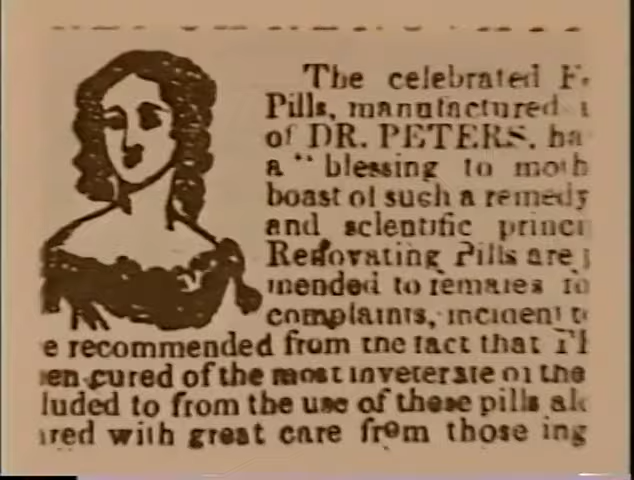 The celebrated
Pills, manufactured
of DR. PETERS, ha
a " blessing to moth
boast of such a remedy
and scientific princi
Renovating Pills are
mended to females
complaints, incident t
e recommended from the fact that Th
en cured of the most inveterate of the
luded to from the use of these pills alo
ared with great care from those ing